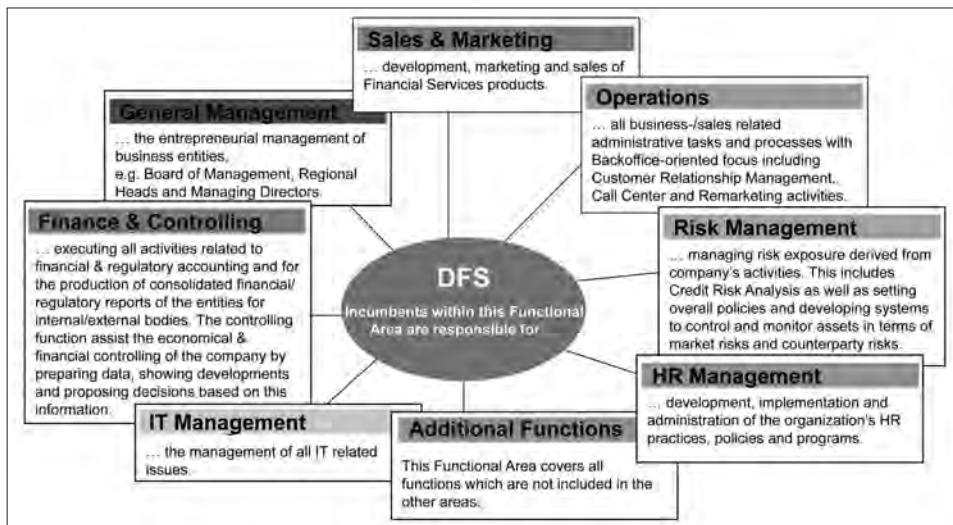 Sales & Marketing
… development, marketing and sales of
Financial Services products.
General Management
… the entrepreneurial management of
business entities,
e.g. Board of Management, Regional
Heads and Managing Directors.
Operations
… all business-/sales related
administrative tasks and processes with
Backoffice-oriented focus including
Customer Relationship Management,
Call Center and Remarketing activities.
Finance & Controlling
… executing all activities related to
financial & regulatory accounting and for
the production of consolidated financial/
regulatory reports of the entities for
internal/external bodies. The controlling
function assist the economical &
financial controlling of the company by
preparing data, showing developments
and proposing decisions based on this
information.
DFS
Incumbents within this Functional
Area are responsible for …
Risk Management
… managing risk exposure derived from
company's activities. This includes
Credit Risk Analysis as well as setting
overall policies and developing systems
to control and monitor assets in terms of
market risks and counterparty risks.
IT Management
… the management of all IT related
issues.
Additional Functions
This Functional Area covers all
functions which are not included in the
other areas.
HR Management
… development, implementation and
administration of the organization's HR
practices, policies and programs.